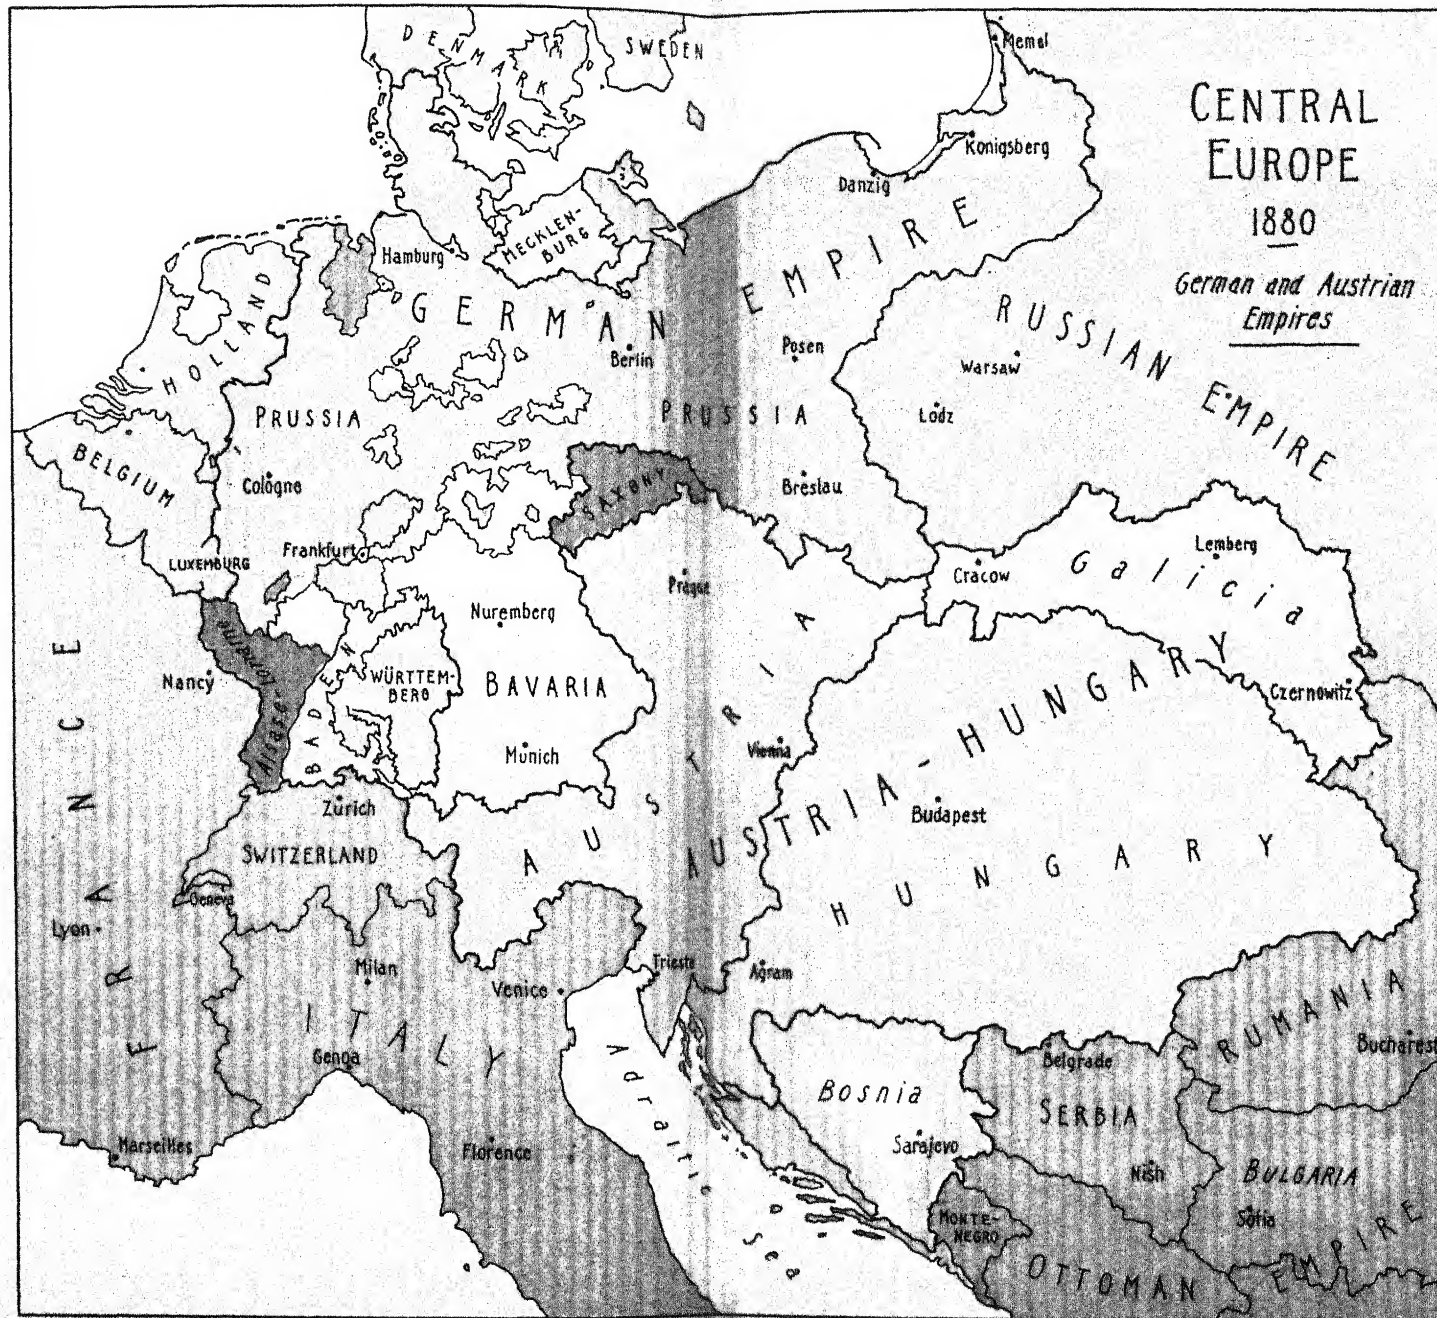 CENTRAL
EUROPE
1880
German and Austrian
Empires
DENMARK
SWEDEN
Memel
Konigsberg
Danzig
MECKLEN-
BURG
Hamburg
HOLLAND
GERMAN EMPIRE
RUSSIAN EMPIRE
Berlin
Posen
Warsaw
Lodz
PRUSSIA
PRUSSIA
BELGIUM
Cologne
SAXONY
Breslau
LUXEMBURG
Frankfurt
Prague
Cracow
Galicia
Lemberg
Nuremberg
Alsace-Lorraine
Nancy
BADEN
WÜRTTEM-
BERG
BAVARIA
Munich
AUSTRIA
Vienna
AUSTRIA-HUNGARY
Czernowitz
FRANCE
Zürich
SWITZERLAND
Geneva
Budapest
HUNGARY
Lyon
Milan
Venice
Trieste
Agram
ITALY
Genoa
RUMANIA
Bucharest
Adratic Sea
Bosnia
Sarajevo
Belgrade
SERBIA
Marseilles
Florence
Nish
BULGARIA
Sofia
MONTE-
NEGRO
OTTOMAN EMPIRE